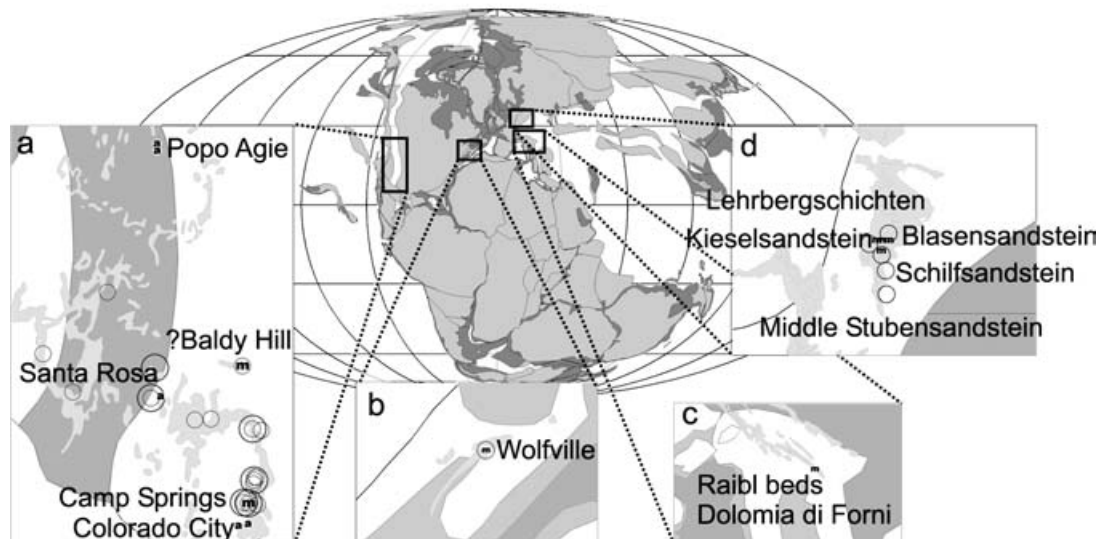 a
a
a Popo Agie
?Baldy Hill
m
Santa Rosa
a
Camp Springs m
Colorado City a a
b
m Wolfville
c
m
Raibl beds
Dolomia di Forni
d
Lehrbergschichten
Kieselsandstein
m
Blasensandstein
Schilfsandstein
Middle Stubensandstein